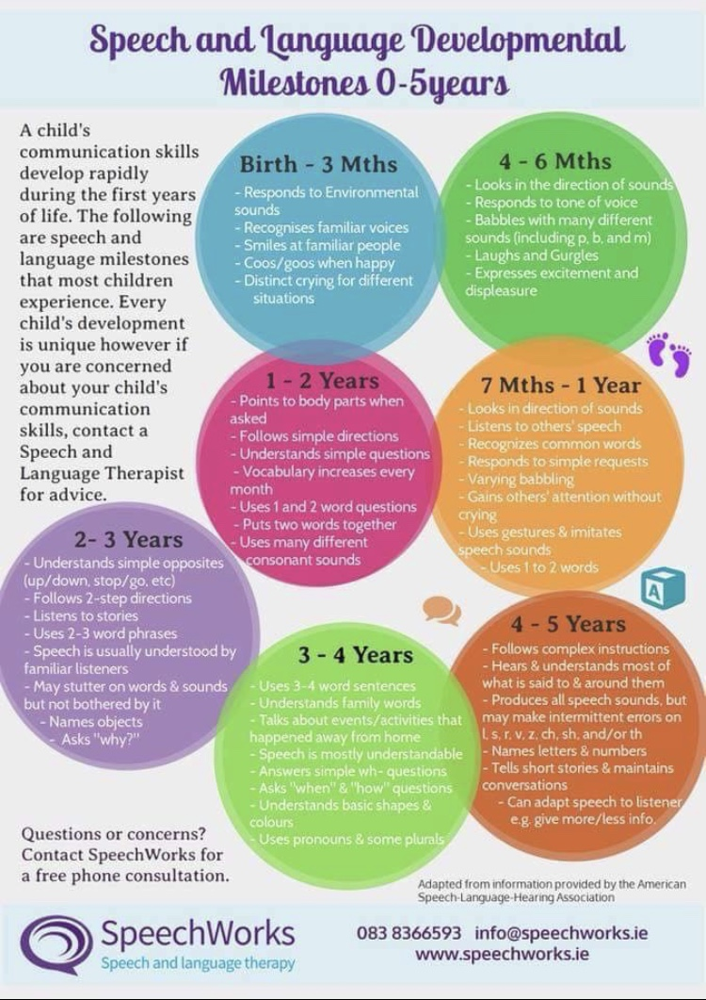 Speech and Language Developmental
Milestones 0-5years
A child's
communication skills
develop rapidly
during the first years
of life. The following
are speech and
language milestones
that most children
experience. Every
child's development
is unique however if
you are concerned
about your child's
communication
skills, contact a
Speech and
Language Therapist
for advice.
Birth - 3 Mths
- Responds to Environmental
sounds
- Recognises familiar voices
- Smiles at familiar people
- Coos/goos when happy
- Distinct crying for different
situations
4 - 6 Mths
- Looks in the direction of sounds
- Responds to tone of voice
- Babbles with many different
sounds (including p, b, and m)
- Laughs and Gurgles
- Expresses excitement and
displeasure
7 Mths - 1 Year
- Looks in direction of sounds
- Listens to others' speech
- Recognizes common words
- Responds to simple requests
- Varying babbling
- Gains others' attention without
crying
- Uses gestures & imitates
speech sounds
- Uses 1 to 2 words
1 - 2 Years
- Points to body parts when
asked
- Follows simple directions
- Understands simple questions
- Vocabulary increases every
month
- Uses 1 and 2 word questions
- Puts two words together
- Uses many different
consonant sounds
2- 3 Years
- Understands simple opposites
(up/down, stop/go, etc)
- Follows 2-step directions
- Listens to stories
- Uses 2-3 word phrases
- Speech is usually understood by
familiar listeners
- May stutter on words & sounds
but not bothered by it
- Names objects
- Asks "why?"
3 - 4 Years
- Uses 3-4 word sentences
- Understands family words
- Talks about events/activities that
happened away from home
- Speech is mostly understandable
- Answers simple wh- questions
- Asks "when" & "how" questions
- Understands basic shapes &
colours
- Uses pronouns & some plurals
A
4 - 5 Years
- Follows complex instructions
- Hears & understands most of
what is said to & around them
- Produces all speech sounds, but
may make intermittent errors on
l, s, r, v, z, ch, sh, and/or th
- Names letters & numbers
- Tells short stories & maintains
conversations
- Can adapt speech to listener
e.g. give more/less info.
Questions or concerns?
Contact SpeechWorks for
a free phone consultation.
Adapted from information provided by the American
Speech-Language-Hearing Association
SpeechWorks
Speech and language therapy
083 8366593 info@speechworks.ie
www.speechworks.ie